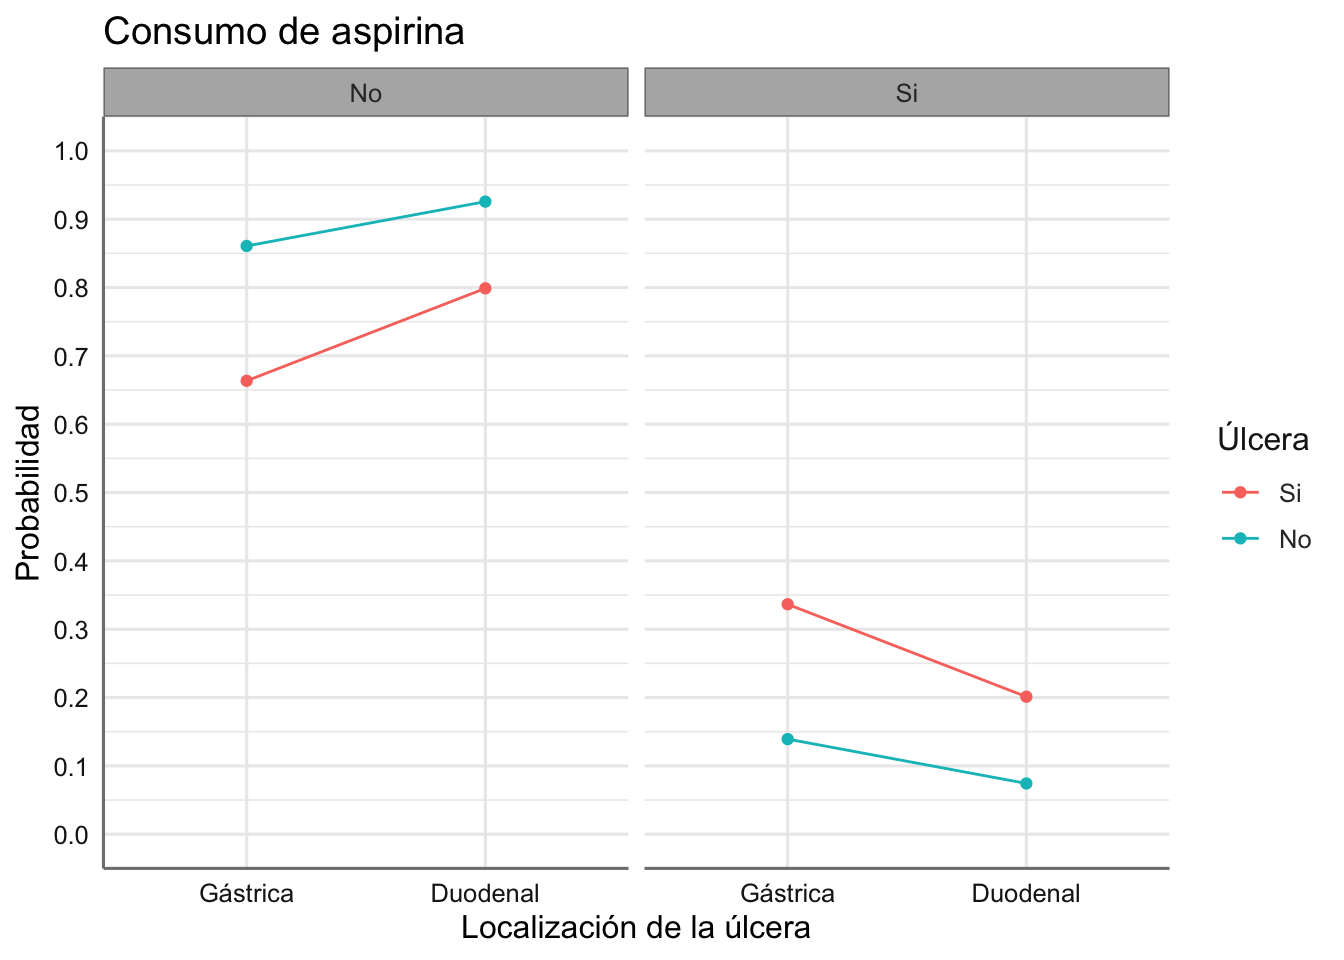 Consumo de aspirina
No
Si
1.0
0.9
0.8
0.7
0.6
0.5
0.4
0.3
0.2
0.1
0.0
Probabilidad
Gástrica
Duodenal
Gástrica
Duodenal
Localización de la úlcera
Úlcera
Si
No